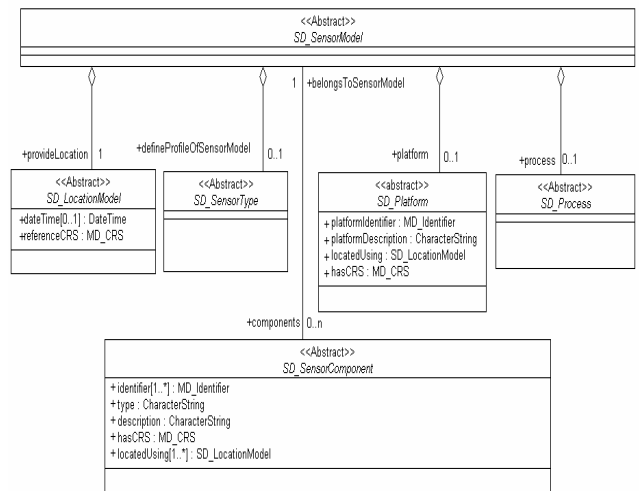 <<Abstract>>
SD_SensorModel
1 +belongsToSensorModel
+provideLocation 1
+defineProfileOfSensorModel 0..1
+platform 0..1
+process 0..1
<<Abstract>>
SD_LocationModel
+dateTime[0..1] : DateTime
+referenceCRS : MD_CRS
<<Abstract>>
SD_SensorType
<<abstract>>
SD_Platform
+platformIdentifier : MD_Identifier
+platformDescription : CharacterString
+locatedUsing : SD_LocationModel
+hasCRS : MD_CRS
<<Abstract>>
SD_Process
+components 0..n
<<Abstract>>
SD_SensorComponent
+identifier[1..*] : MD_Identifier
+type : CharacterString
+description : CharacterString
+hasCRS : MD_CRS
+locatedUsing[1..*] : SD_LocationModel